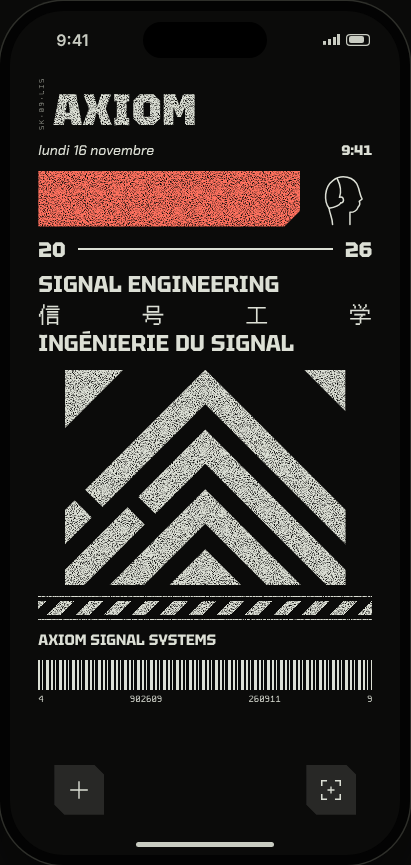 9:41
SK-09-LIS
AXIOM
lundi 16 novembre 9:41
20 26
SIGNAL ENGINEERING
信 号 工 学
INGÉNIERIE DU SIGNAL
AXIOM SIGNAL SYSTEMS
4 902609 260911 9